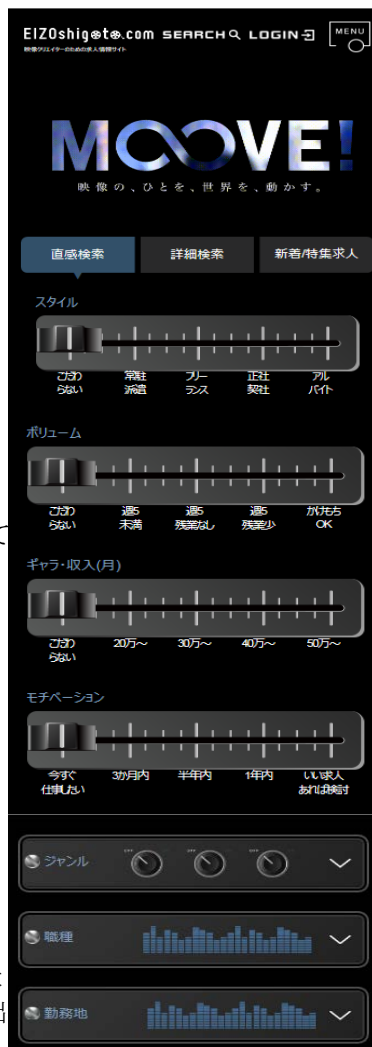 EIZOshigoto.com SEARCH LOGIN MENU
映像クリエイターのための求人情報サイト
MOOVE!
映像の、ひとを、世界を、動かす。
直感検索 詳細検索 新着/特集求人
スタイル
こだわ 常駐 フリー 正社 アル
らない 派遣 ランス 契社 バイト
ボリューム
こだわ 週5 週5 週5 かけもち
らない 未満 残業なし 残業少 OK
ギャラ・収入(月)
こだわ 20万～ 30万～ 40万～ 50万～
らない
モチベーション
今すぐ 3か月内 半年内 1年内 いい求人
仕事したい あれば検討
ジャンル
職種
勤務地